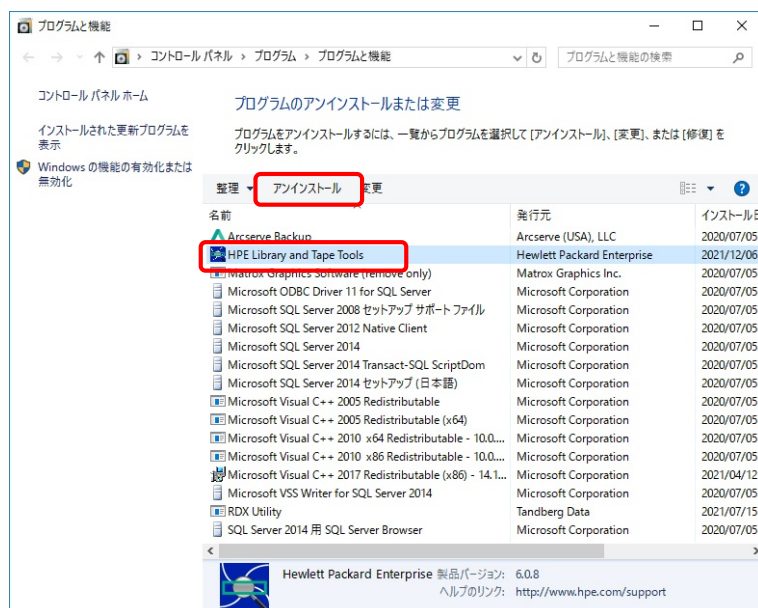 プログラムと機能
コントロール パネル › プログラム › プログラムと機能
プログラムと機能の検索
コントロール パネル ホーム
インストールされた更新プログラムを
表示
Windows の機能の有効化または
無効化
プログラムのアンインストールまたは変更
プログラムをアンインストールするには、一覧からプログラムを選択して [アンインストール]、[変更]、または [修復] を
クリックします。
整理 アンインストール 変更
名前 発行元 インストール日
Arcserve Backup Arcserve (USA), LLC 2020/07/05
HPE Library and Tape Tools Hewlett Packard Enterprise 2021/12/06
Matrox Graphics Software (remove only) Matrox Graphics Inc. 2020/07/05
Microsoft ODBC Driver 11 for SQL Server Microsoft Corporation 2020/07/05
Microsoft SQL Server 2008 セットアップ サポート ファイル Microsoft Corporation 2020/07/05
Microsoft SQL Server 2012 Native Client Microsoft Corporation 2020/07/05
Microsoft SQL Server 2014 Microsoft Corporation 2020/07/05
Microsoft SQL Server 2014 Transact-SQL ScriptDom Microsoft Corporation 2020/07/05
Microsoft SQL Server 2014 セットアップ (日本語) Microsoft Corporation 2020/07/05
Microsoft Visual C++ 2005 Redistributable Microsoft Corporation 2020/07/05
Microsoft Visual C++ 2005 Redistributable (x64) Microsoft Corporation 2020/07/05
Microsoft Visual C++ 2010 x64 Redistributable - 10.0.... Microsoft Corporation 2020/07/05
Microsoft Visual C++ 2010 x86 Redistributable - 10.0.... Microsoft Corporation 2020/07/05
Microsoft Visual C++ 2017 Redistributable (x86) - 14.1... Microsoft Corporation 2021/04/12
Microsoft VSS Writer for SQL Server 2014 Microsoft Corporation 2020/07/05
RDX Utility Tandberg Data 2021/07/15
SQL Server 2014 用 SQL Server Browser Microsoft Corporation 2020/07/05
Hewlett Packard Enterprise 製品バージョン: 6.0.8
ヘルプのリンク: http://www.hpe.com/support